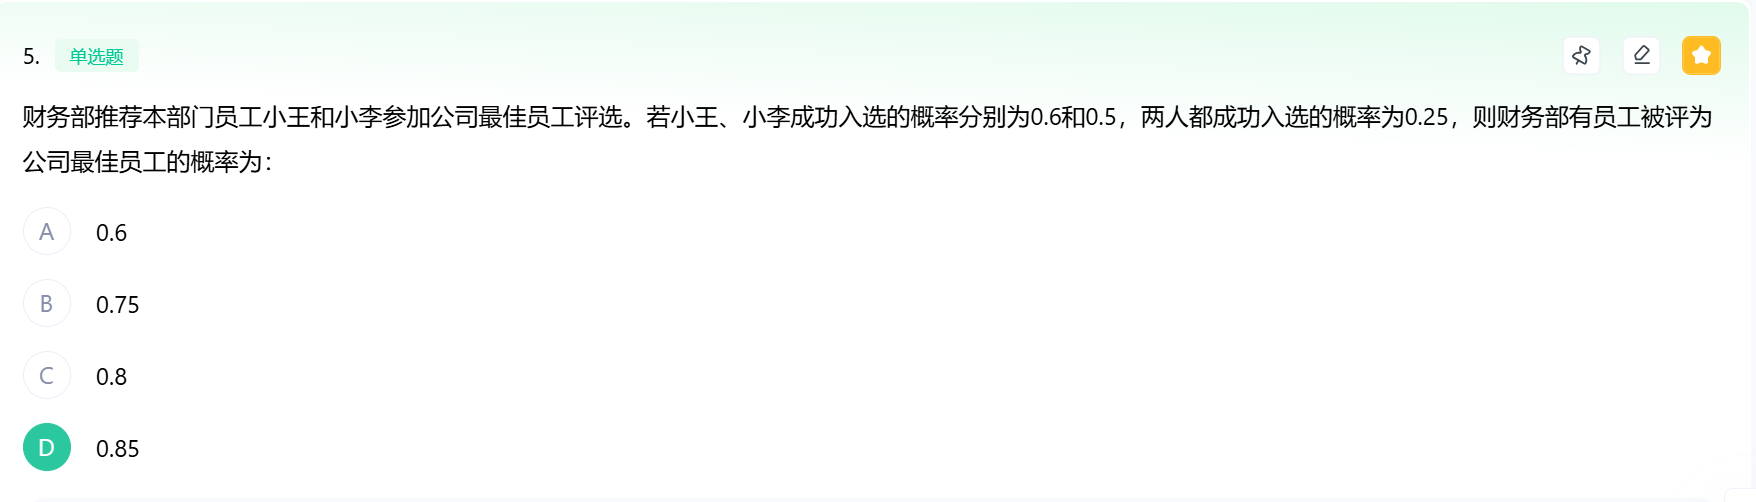 5. 单选题
财务部推荐本部门员工小王和小李参加公司最佳员工评选。若小王、小李成功入选的概率分别为0.6和0.5，两人都成功入选的概率为0.25，则财务部有员工被评为
公司最佳员工的概率为：
A 0.6
B 0.75
C 0.8
D 0.85